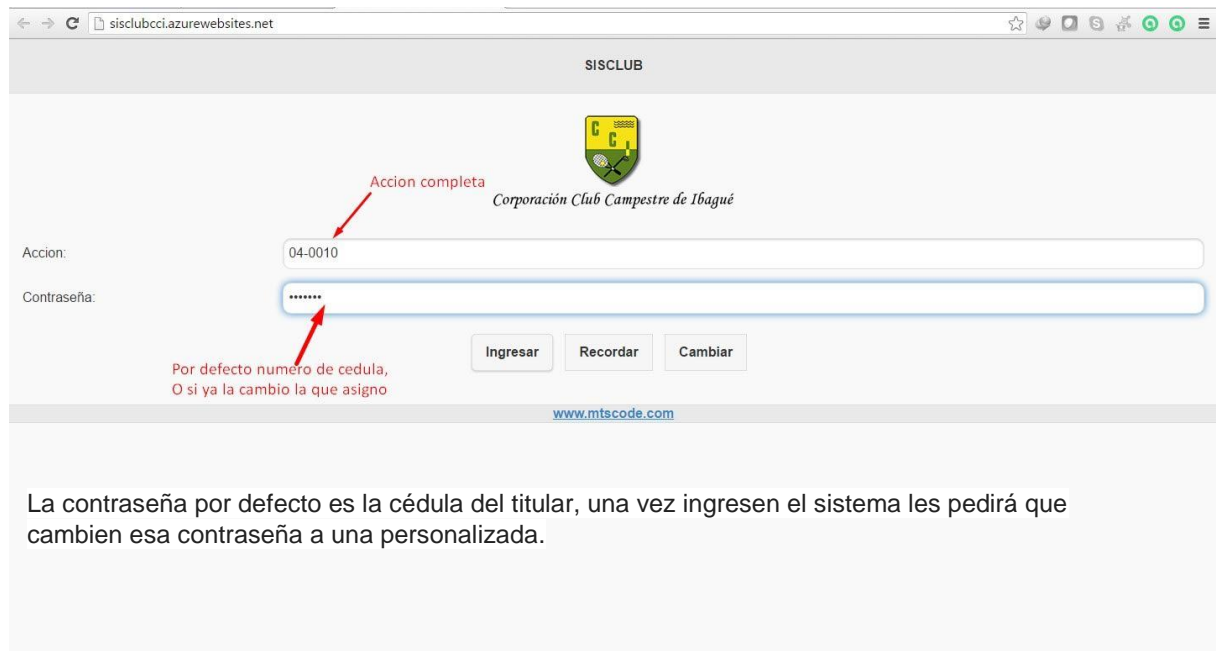 sisclubcci.azurewebsites.net
SISCLUB
C C I
Accion completa
Corporación Club Campestre de Ibagué
Accion:
04-0010
Contraseña:
•••••••
Ingresar
Recordar
Cambiar
Por defecto numero de cedula,
O si ya la cambio la que asigno
www.mtscode.com
La contraseña por defecto es la cédula del titular, una vez ingresen el sistema les pedirá que
cambien esa contraseña a una personalizada.